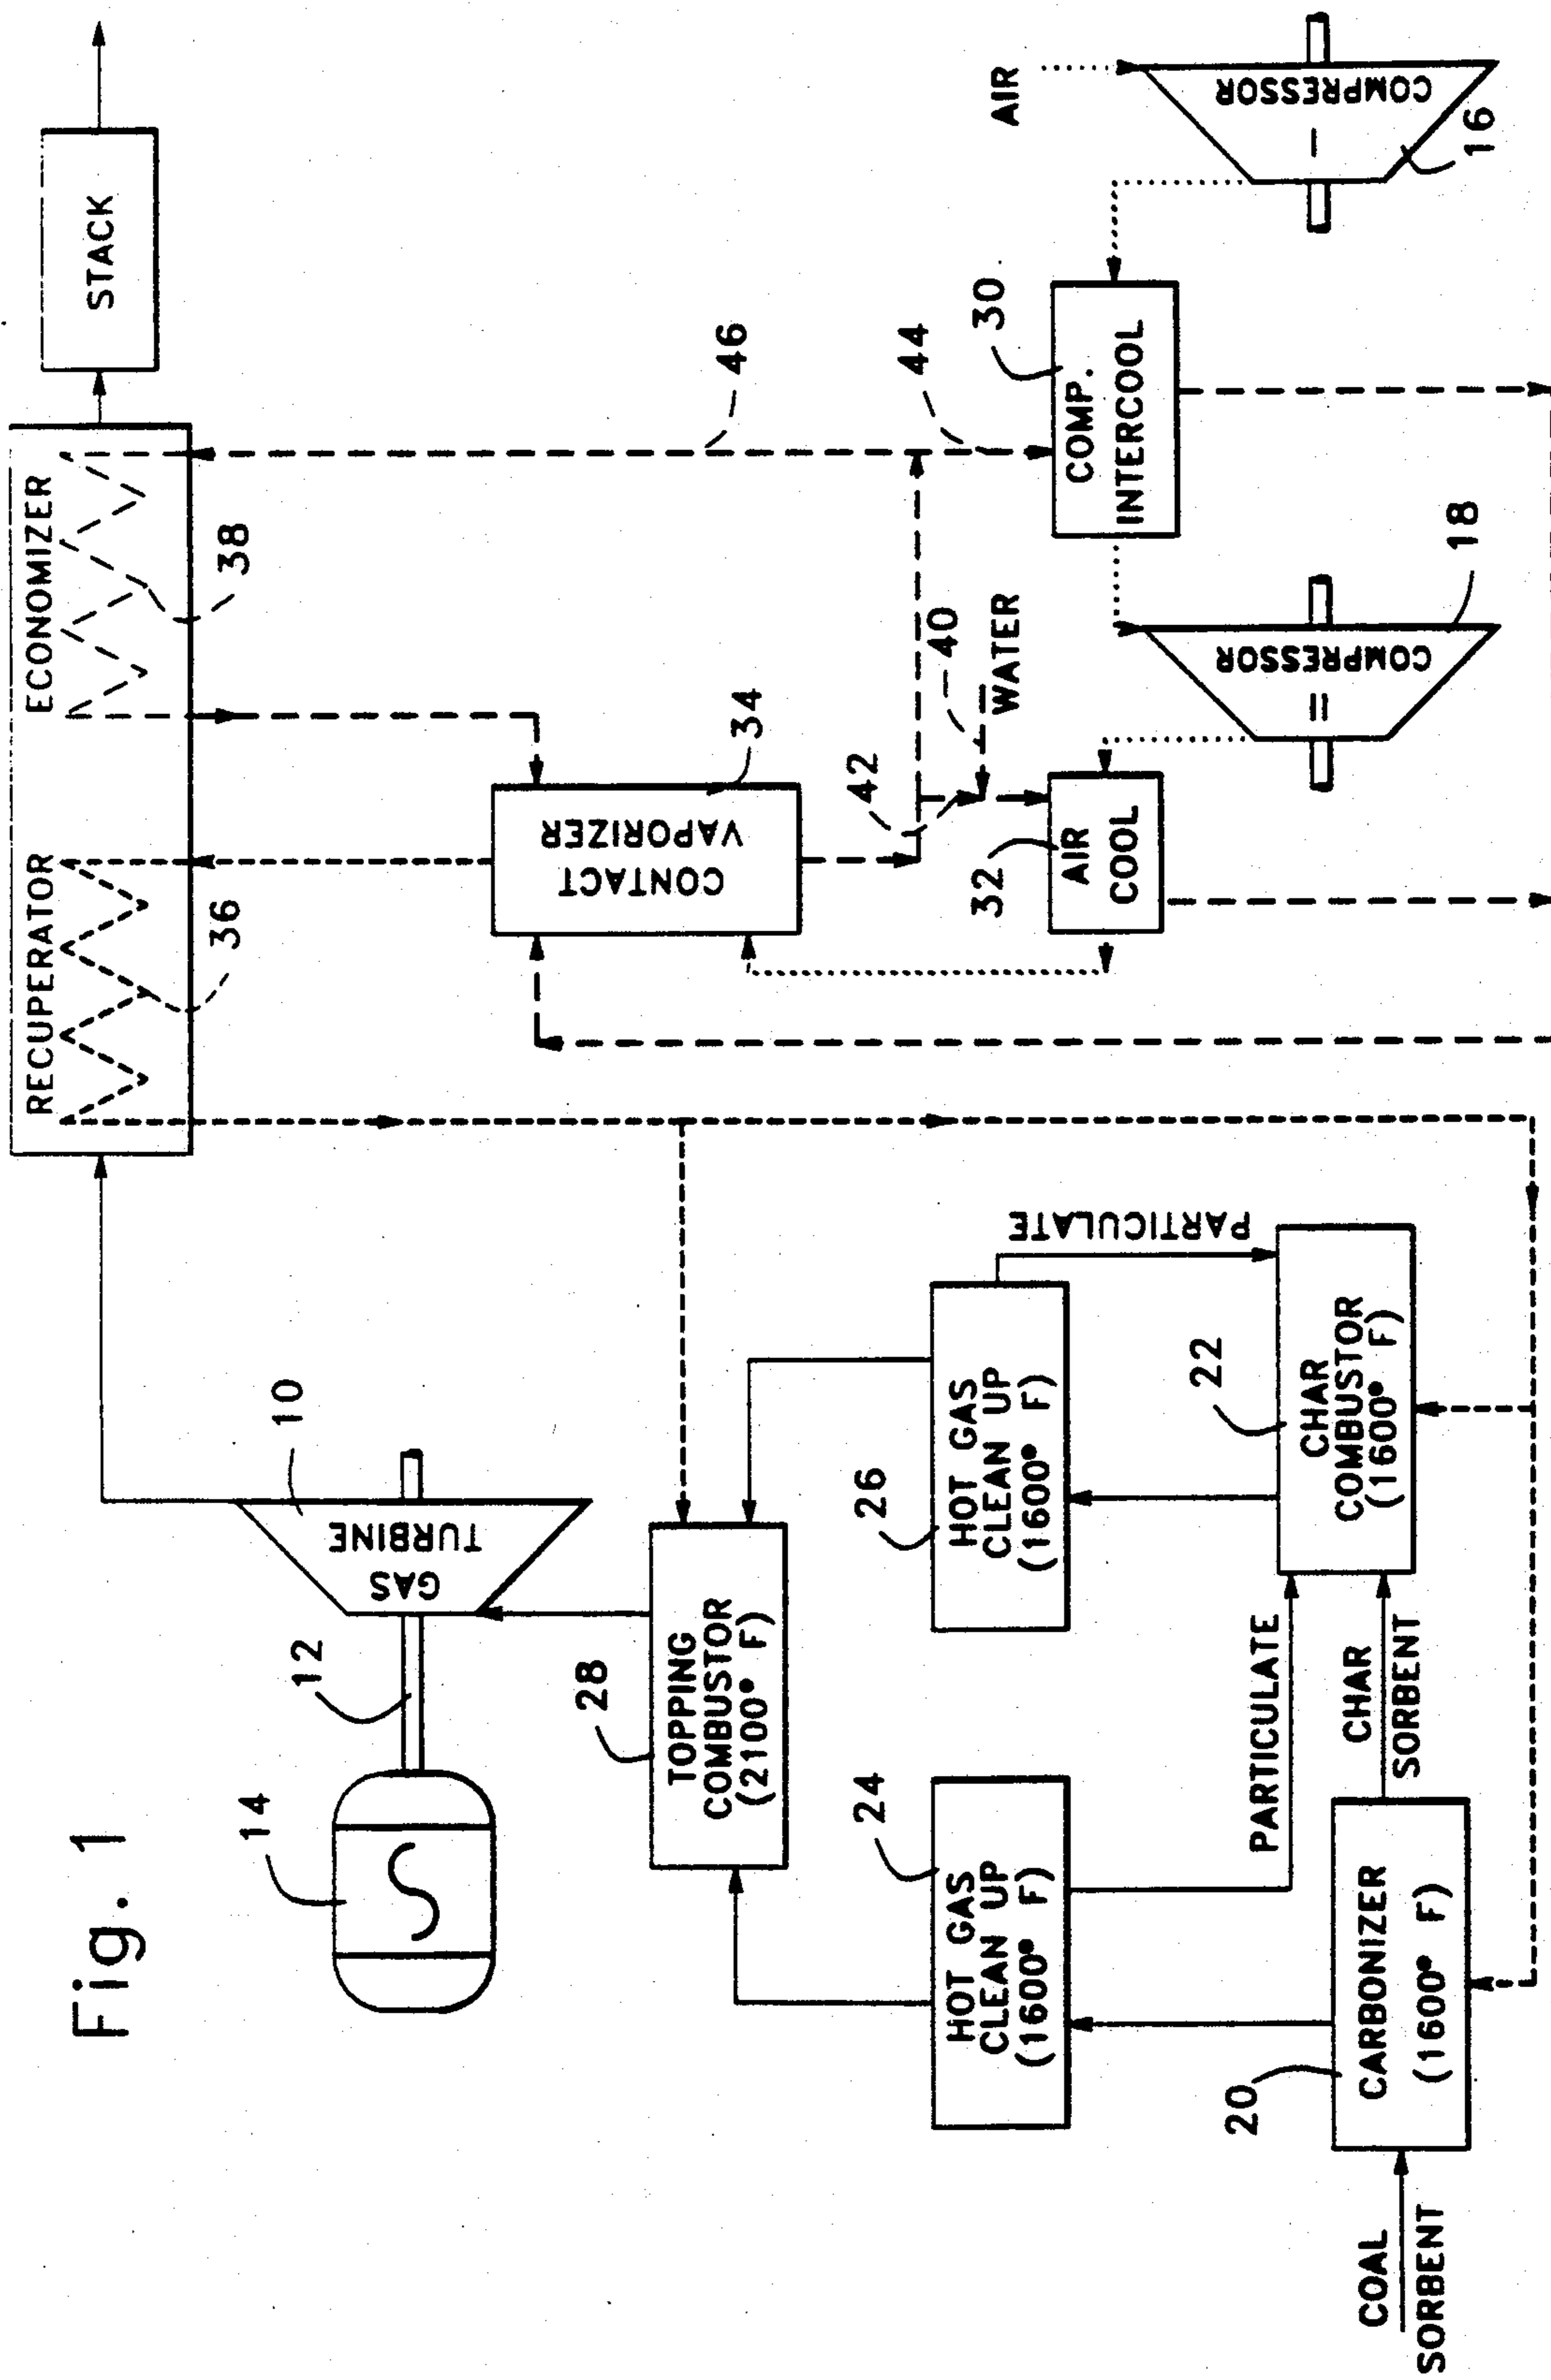 Fig. 1
RECUPERATOR
ECONOMIZER
STACK
36
38
14
12
10
GAS
TURBINE
CONTACT
VAPORIZER
34
46
28
TOPPING
COMBUSTOR
(2100° F)
42
40
WATER
44
AIR
24
HOT GAS
CLEAN UP
(1600° F)
26
HOT GAS
CLEAN UP
(1600° F)
PARTICULATE
32
AIR
COOL
30
COMP.
INTERCOOL
COMPRESSOR
II
18
COMPRESSOR
I
16
20
CARBONIZER
(1600° F)
PARTICULATE
CHAR
SORBENT
22
CHAR
COMBUSTOR
(1600° F)
COAL
SORBENT